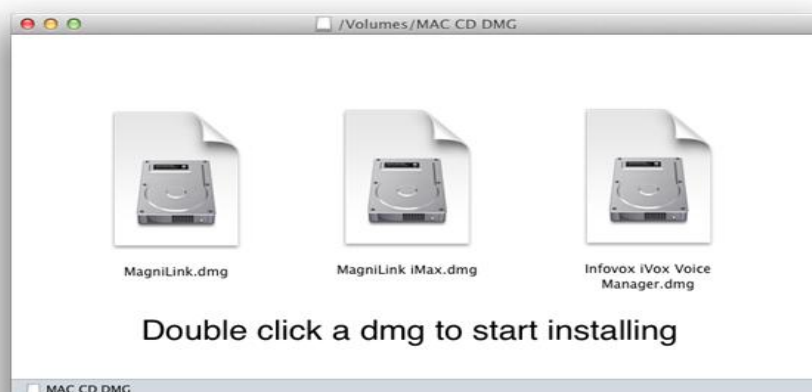 /Volumes/MAC CD DMG
MagniLink.dmg
MagniLink iMax.dmg
Infovox iVox Voice
Manager.dmg
Double click a dmg to start installing
MAC CD DMG